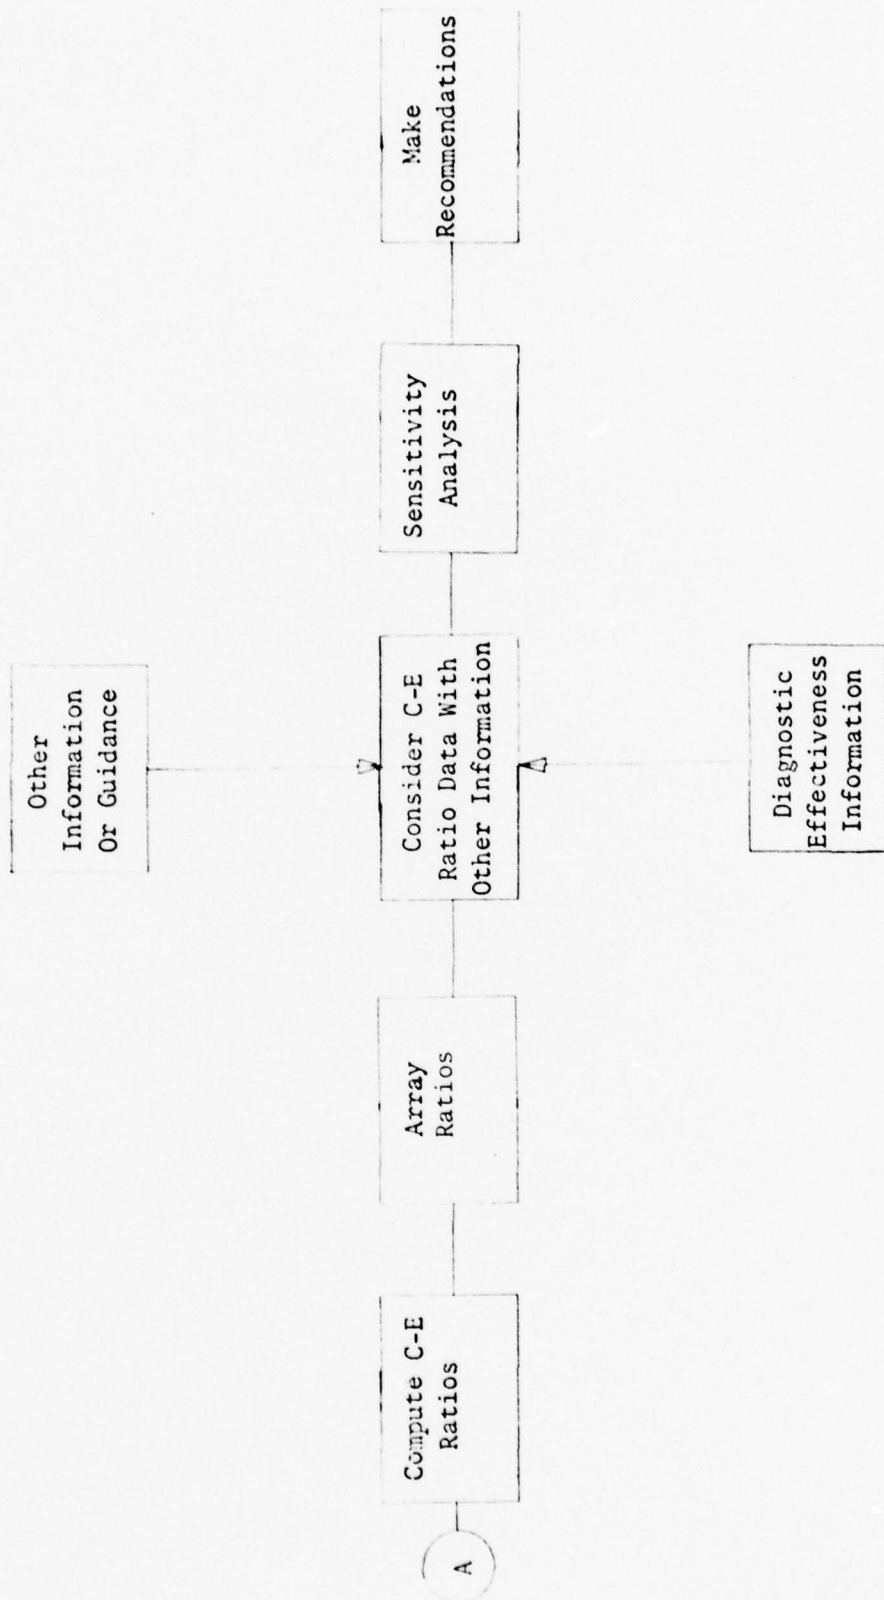 Other
Information
Or Guidance
A
Compute C-E
Ratios
Array
Ratios
Consider C-E
Ratio Data With
Other Information
Sensitivity
Analysis
Make
Recommendations
Diagnostic
Effectiveness
Information